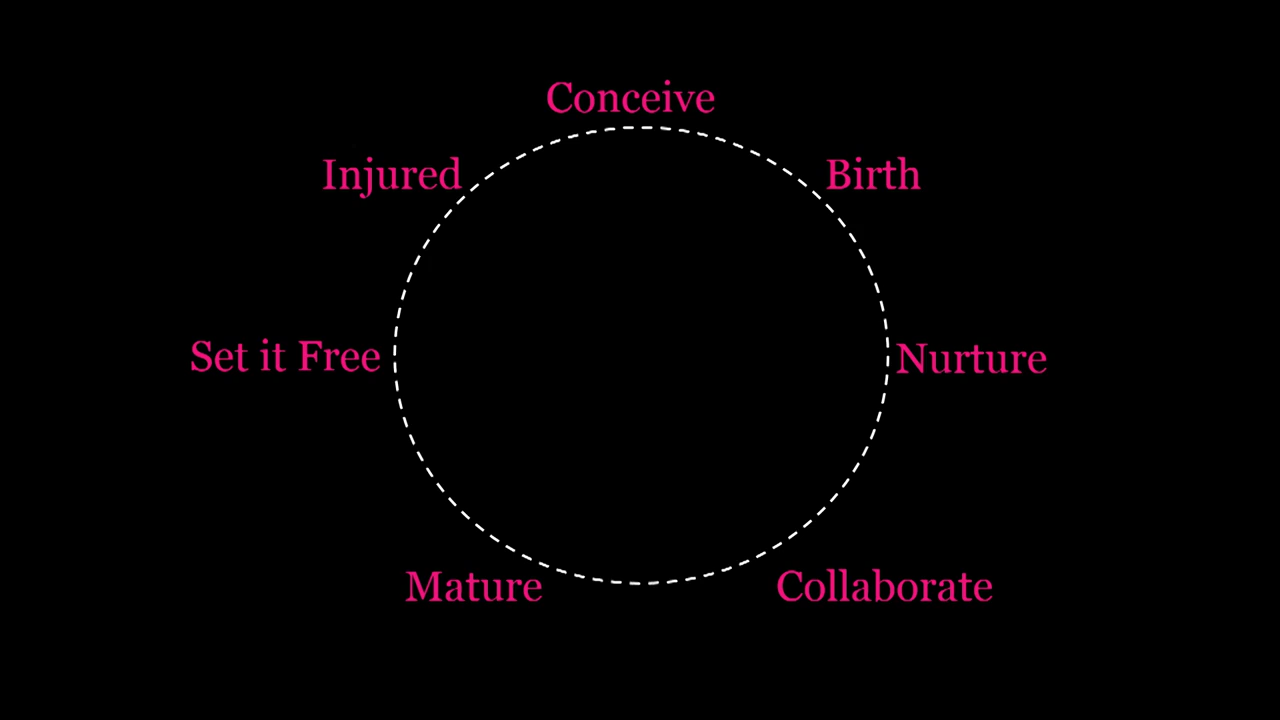 Conceive
Birth
Nurture
Collaborate
Mature
Set it Free
Injured